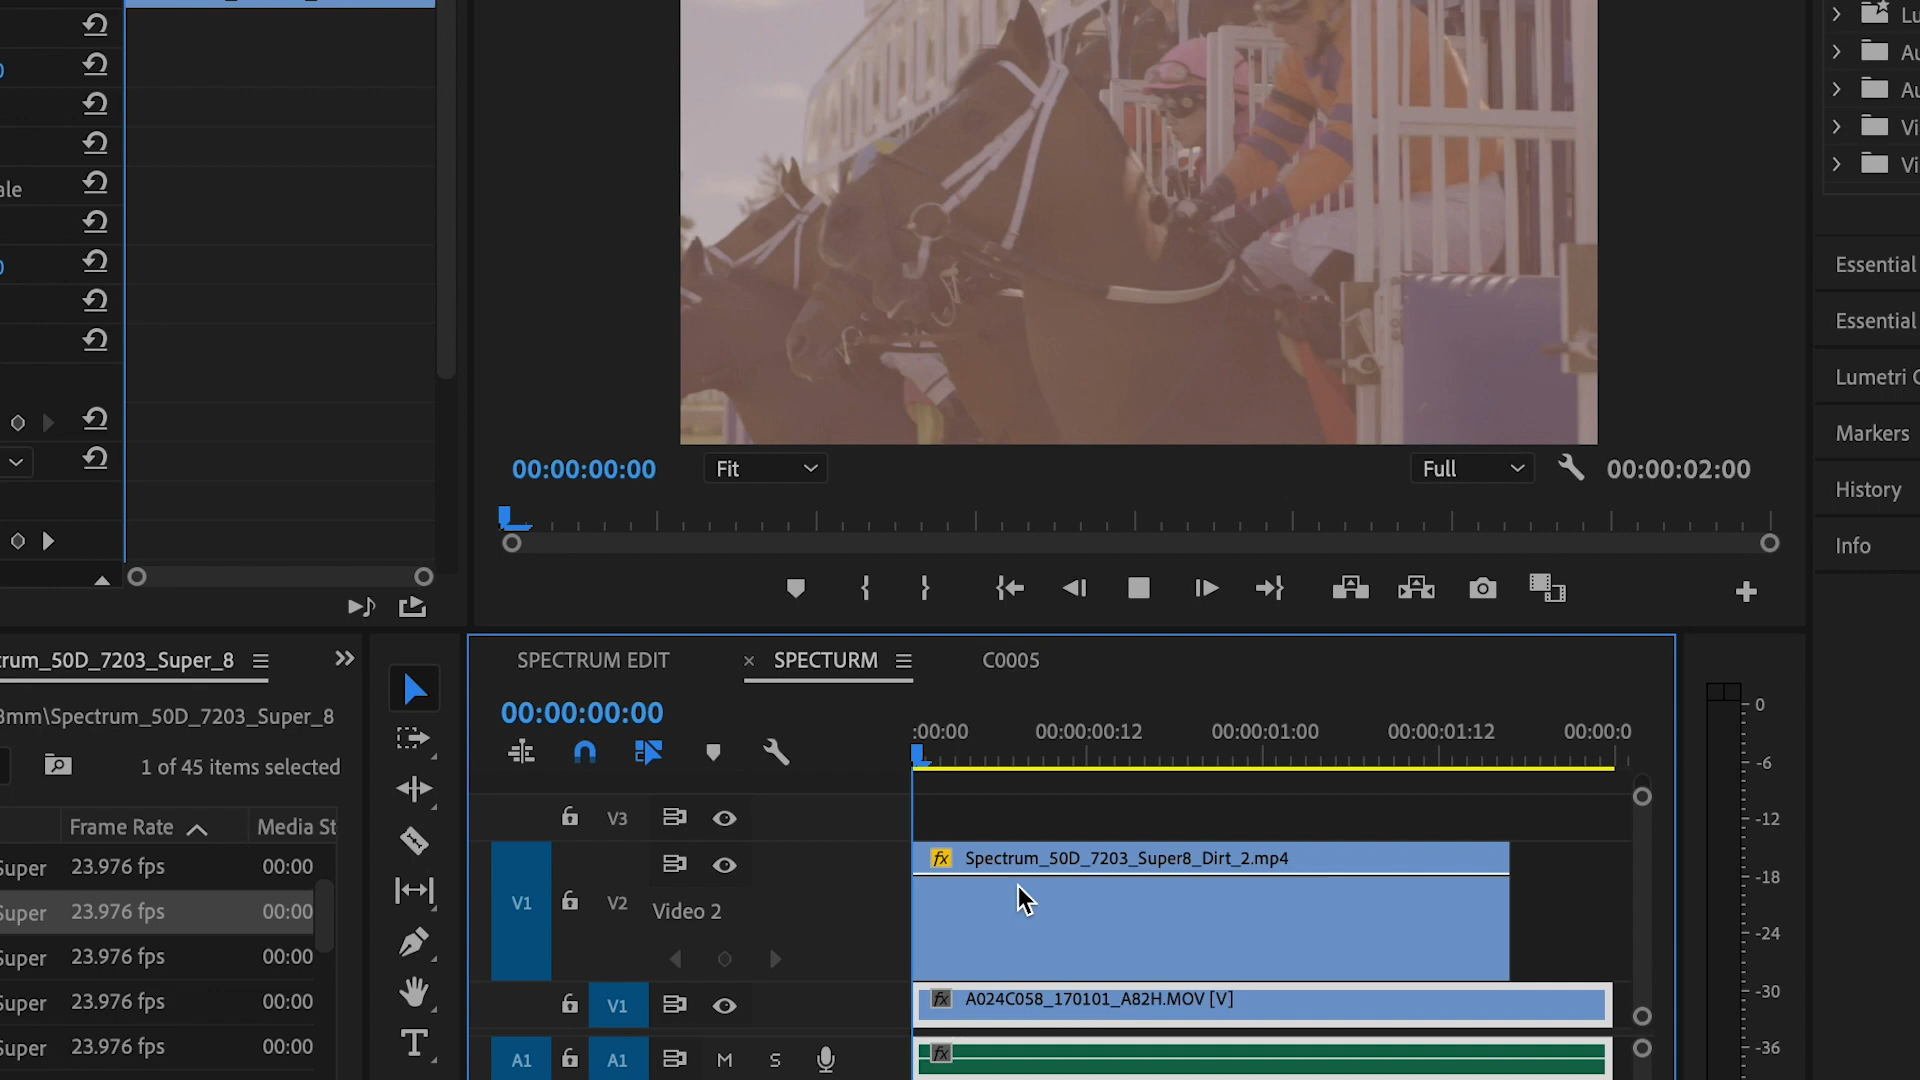 ale
Lu
Au
Au
Vi
Vi
Essential
Essential
Lumetri C
Markers
History
Info
00:00:00:00
Fit
Full
00:00:02:00
rum_50D_7203_Super_8
8mm\Spectrum_50D_7203_Super_8
1 of 45 items selected
Frame Rate
Media St
Super 23.976 fps 00:00
Super 23.976 fps 00:00
Super 23.976 fps 00:00
Super 23.976 fps 00:00
Super 23.976 fps 00:00
T
SPECTRUM EDIT
× SPECTURM
C0005
00:00:00:00
:00:00
00:00:00:12
00:00:01:00
00:00:01:12
00:00:0
V3
V1
V2
Video 2
fx Spectrum_50D_7203_Super8_Dirt_2.mp4
V1
fx A024C058_170101_A82H.MOV [V]
A1
A1
M
S
fx
0
-6
-12
-18
-24
-30
-36